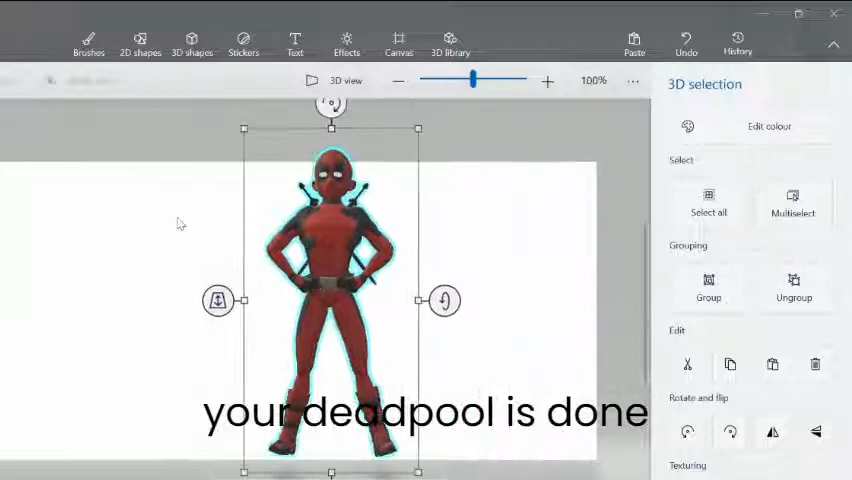 Brushes 2D shapes 3D shapes Stickers Text Effects Canvas 3D library Paste Undo History
3D view 100%
3D selection
Edit colour
Select
Select all Multiselect
Grouping
Group Ungroup
Edit
your deadpool is done
Rotate and flip
Texturing